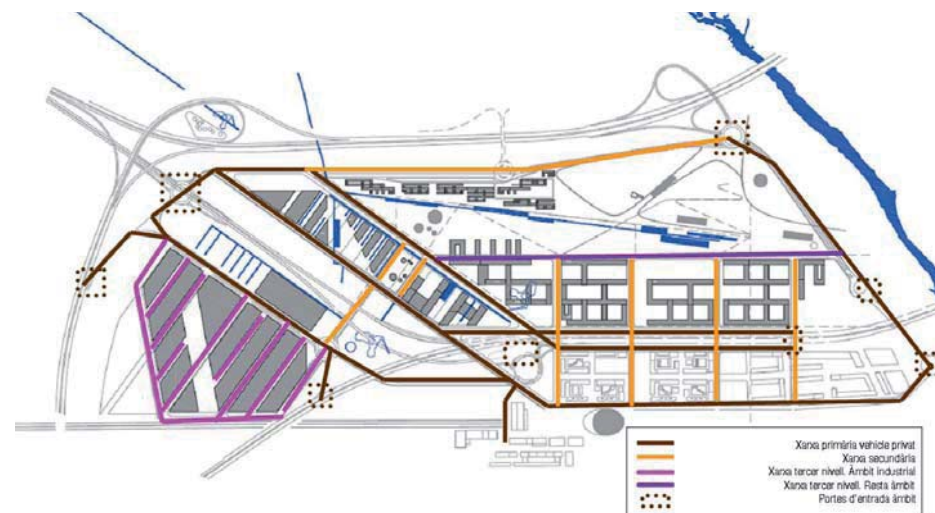 Xarxa primària vehicle privat
Xarxa secundària
Xarxa tercer nivell. Àmbit industrial
Xarxa tercer nivell. Resta àmbit
Portes d'entrada àmbit